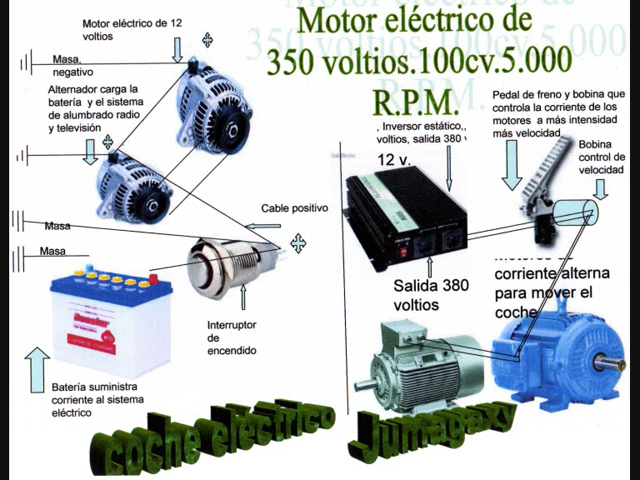 Motor eléctrico de
350 voltios.100cv.5.000
R.P.M.
Motor eléctrico de 12
voltios
Masa,
negativo
Alternador carga la
batería y el sistema
de alumbrado radio
y televisión
Masa
Masa
Cable positivo
Interruptor
de
encendido
Batería suministra
corriente al sistema
eléctrico
, Inversor estático,,
voltios, salida 380 v
12 v.
Salida 380
voltios
Pedal de freno y bobina que
controla la corriente de los
motores a más intensidad
más velocidad
Bobina
control de
velocidad
corriente alterna
para mover el
coche
coche eléctrico Jumagaxy